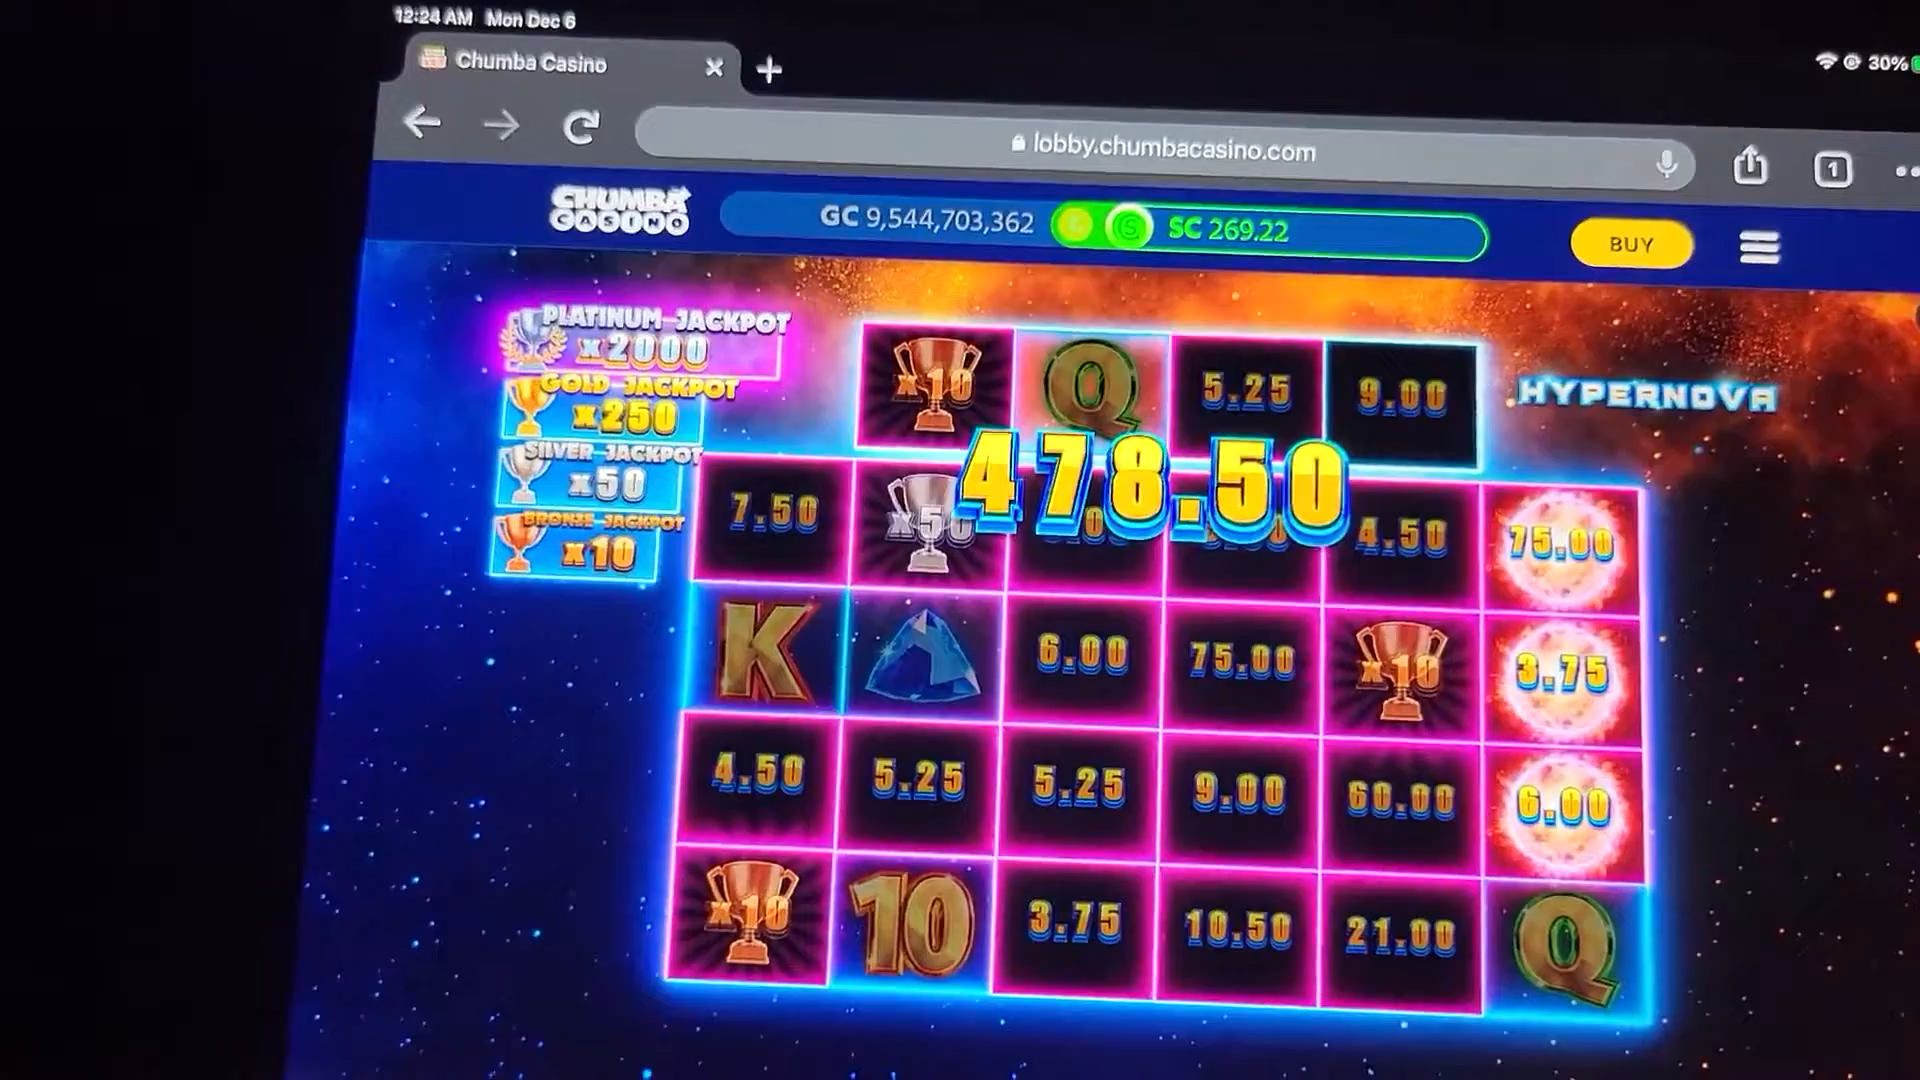 12:24 AM Mon Dec 6
30%
Chumba Casino
lobby.chumbacasino.com
1
CHUMBA CASINO
GC 9,544,703,362
SC 269.22
BUY
PLATINUM JACKPOT
x2000
GOLD JACKPOT
x250
SILVER JACKPOT
x50
BRONZE JACKPOT
x10
HYPERNOVA
x10 Q 5.25 9.00
478.50
7.50 x50 4.50 75.00
K 6.00 75.00 x10 3.75
4.50 5.25 5.25 9.00 60.00 6.00
x10 10 3.75 10.50 21.00 Q